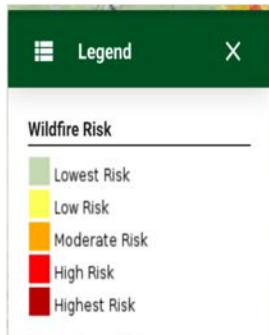 Legend
Wildfire Risk
Lowest Risk
Low Risk
Moderate Risk
High Risk
Highest Risk